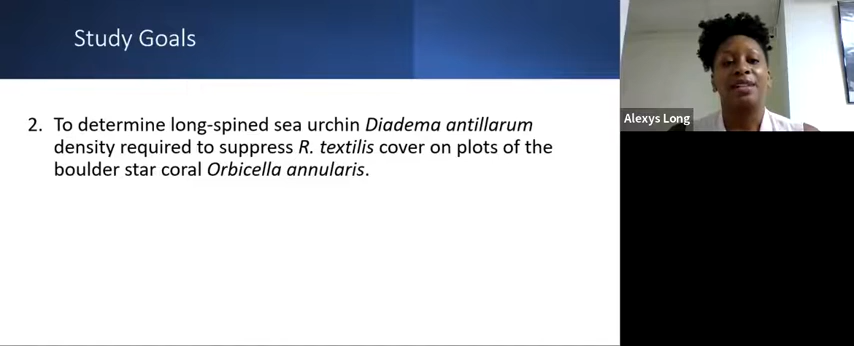 Study Goals
2. To determine long-spined sea urchin Diadema antillarum
density required to suppress R. textilis cover on plots of the
boulder star coral Orbicella annularis.
Alexys Long